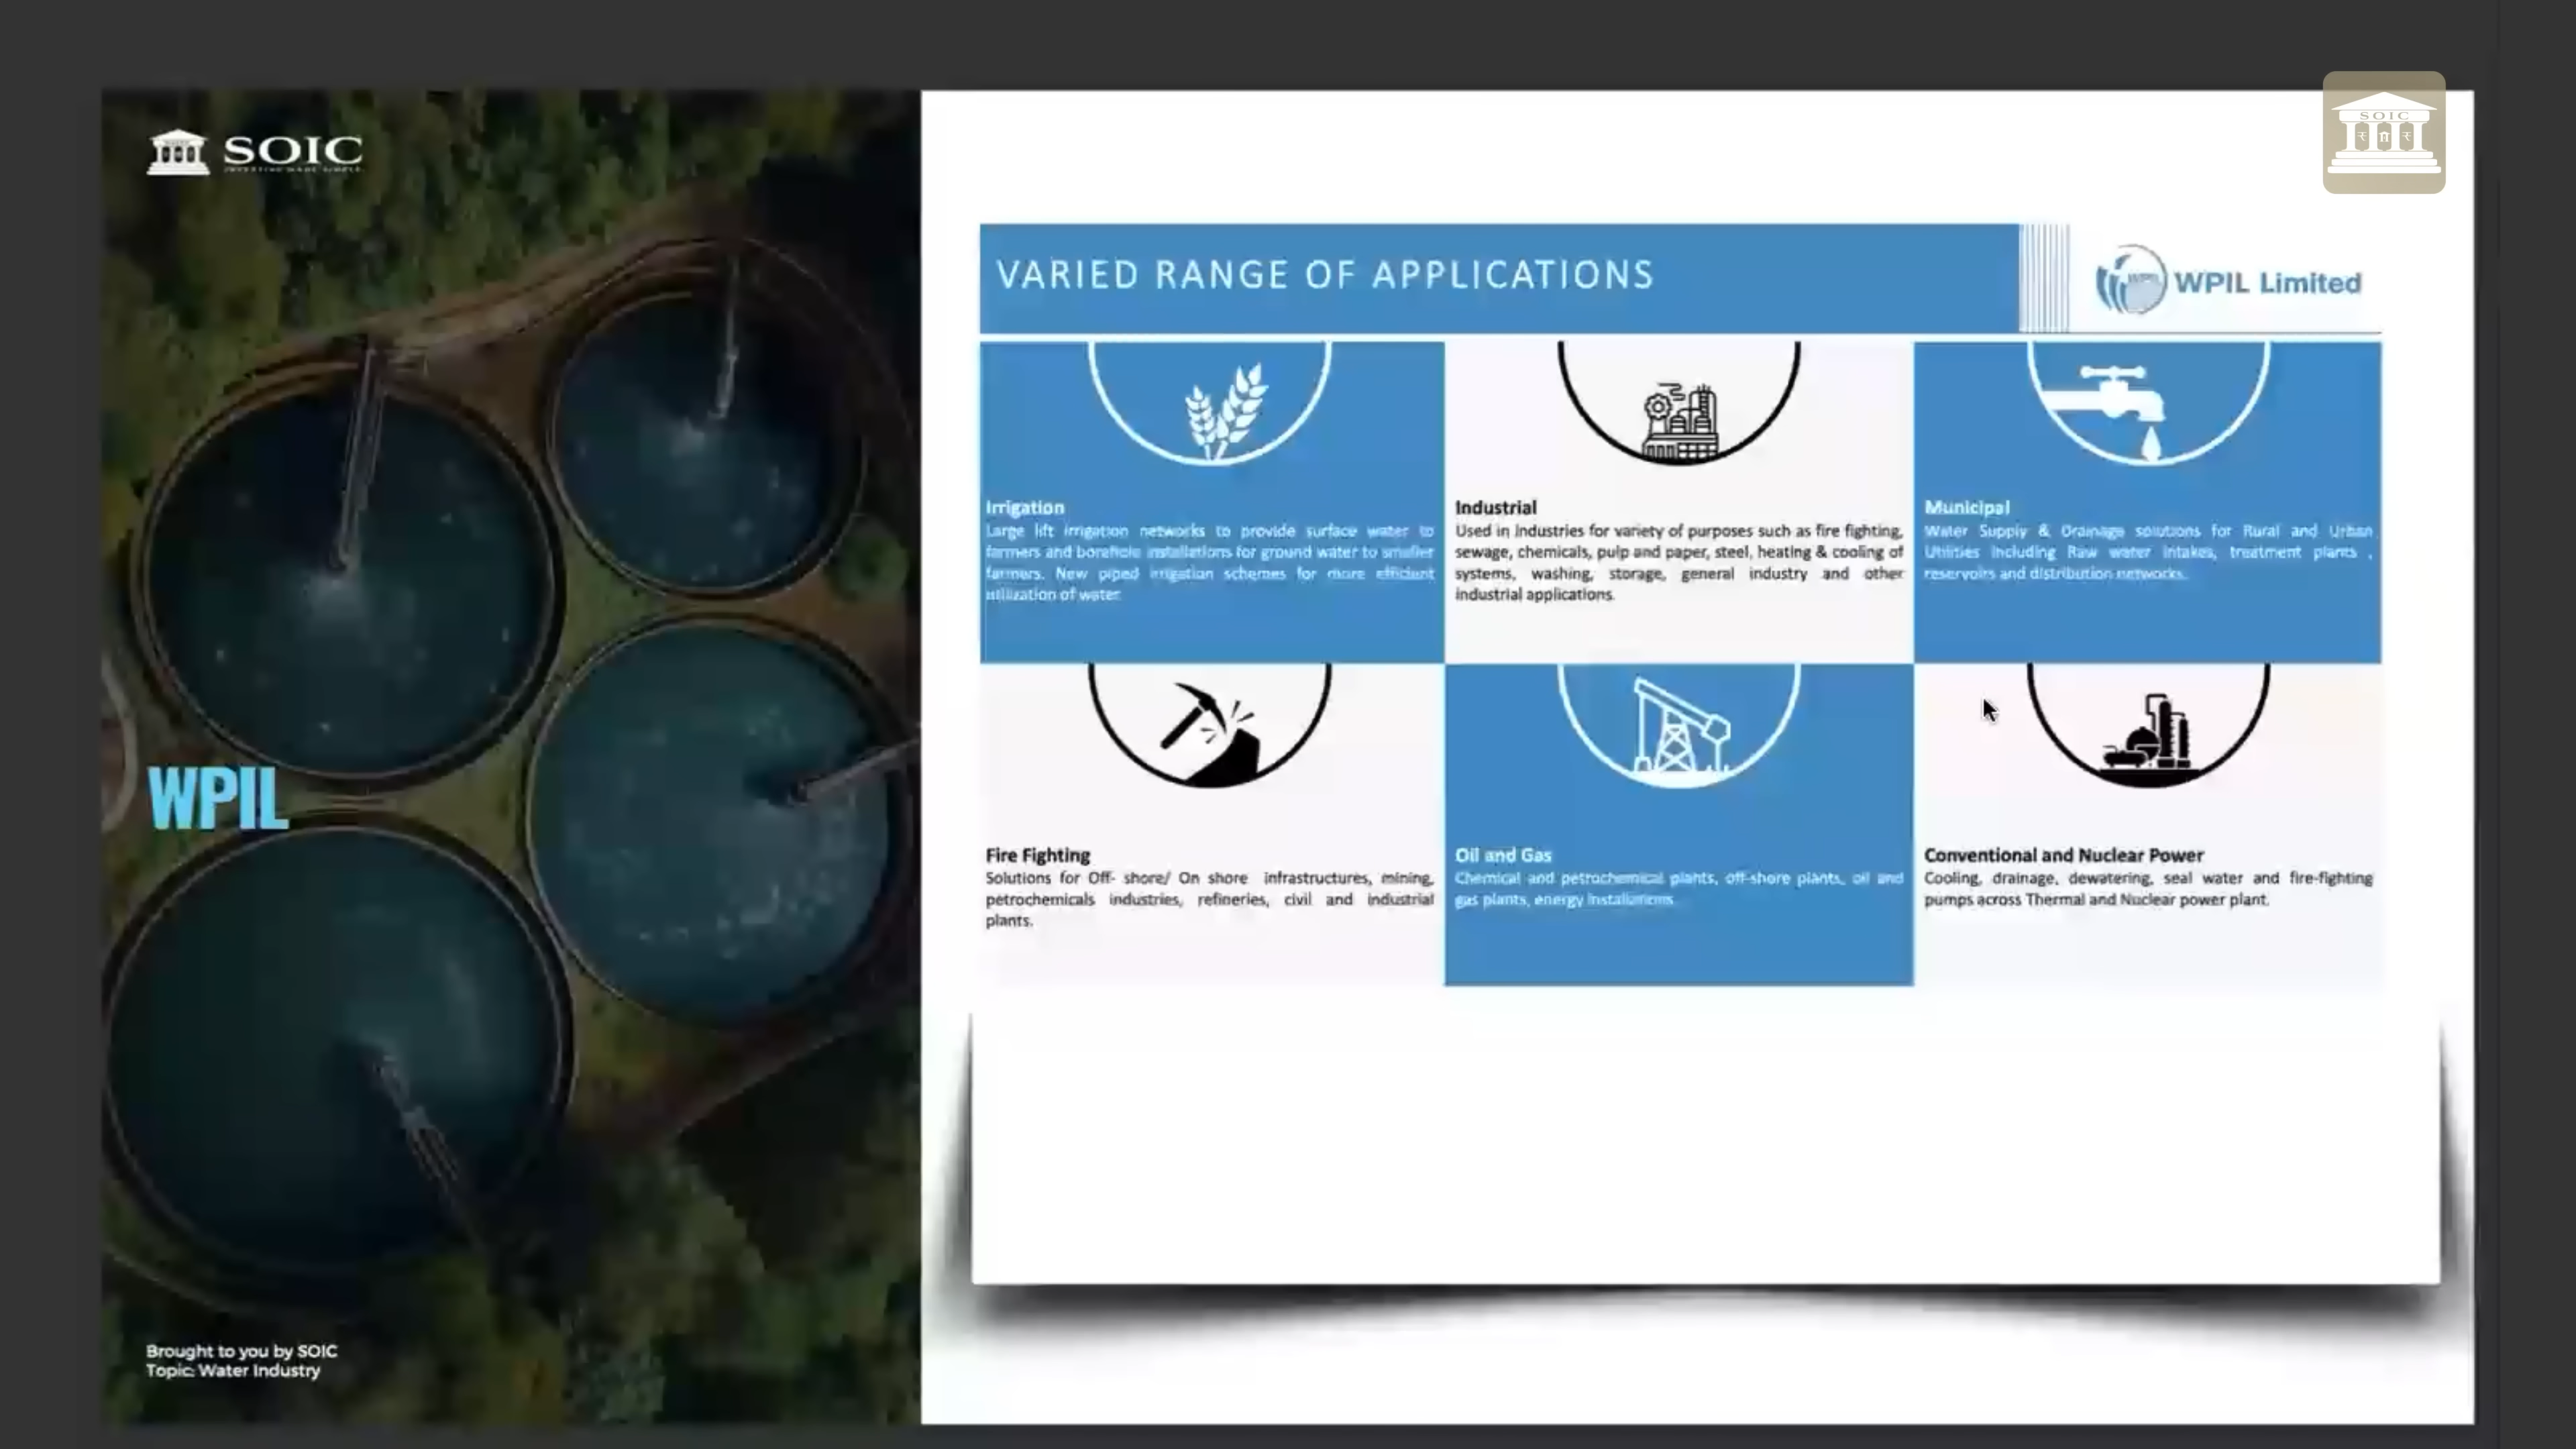 SOIC
INVESTING MADE SIMPLE
SOIC
VARIED RANGE OF APPLICATIONS
WPIL Limited
Irrigation
Large lift irrigation networks to provide surface water to
farmers and borehole installations for ground water to smaller
farmers. New piped irrigation schemes for more efficient
utilization of water.
Industrial
Used in industries for variety of purposes such as fire fighting,
sewage, chemicals, pulp and paper, steel, heating & cooling of
systems, washing, storage, general industry and other
industrial applications.
Municipal
Water Supply & Drainage solutions for Rural and Urban
Utilities including Raw water intakes, treatment plants ,
reservoirs and distribution networks.
WPIL
Fire Fighting
Solutions for Off- shore/ On shore infrastructures, mining,
petrochemicals industries, refineries, civil and industrial
plants.
Oil and Gas
Chemical and petrochemical plants, off-shore plants, oil and
gas plants, energy installations.
Conventional and Nuclear Power
Cooling, drainage, dewatering, seal water and fire-fighting
pumps across Thermal and Nuclear power plant.
Brought to you by SOIC
Topic: Water Industry